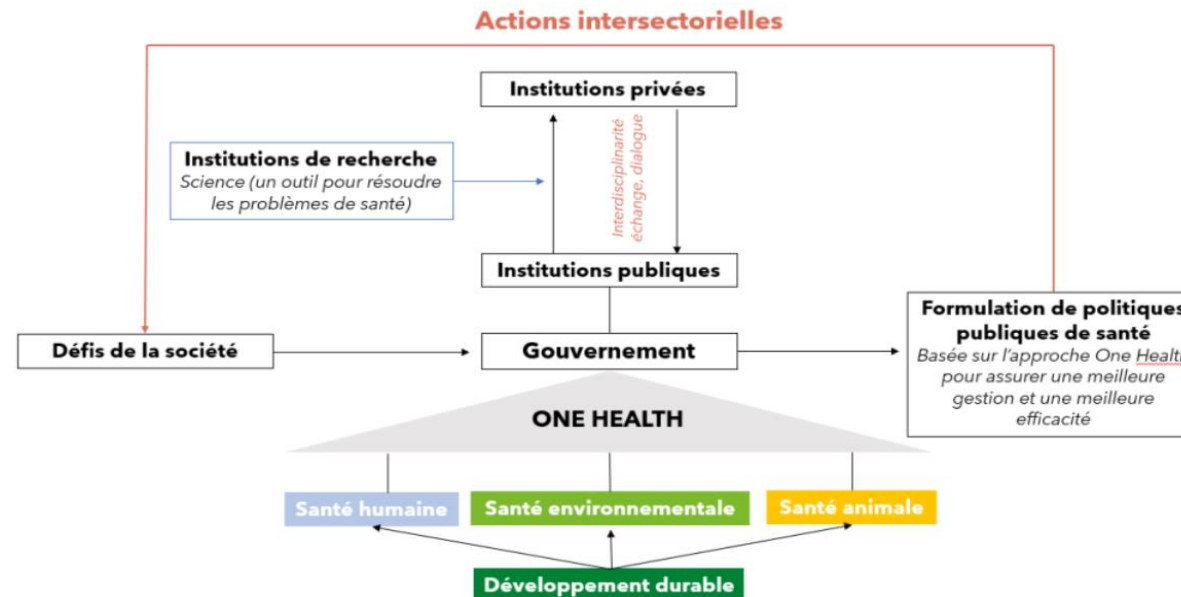 Actions intersectorielles
Institutions privées
Institutions de recherche
Science (un outil pour résoudre
les problèmes de santé)
Interdisciplinarité
échange, dialogue
Institutions publiques
Défis de la société
Gouvernement
Formulation de politiques
publiques de santé
Basée sur l'approche One Health
pour assurer une meilleure
gestion et une meilleure
efficacité
ONE HEALTH
Santé humaine
Santé environnementale
Santé animale
Développement durable